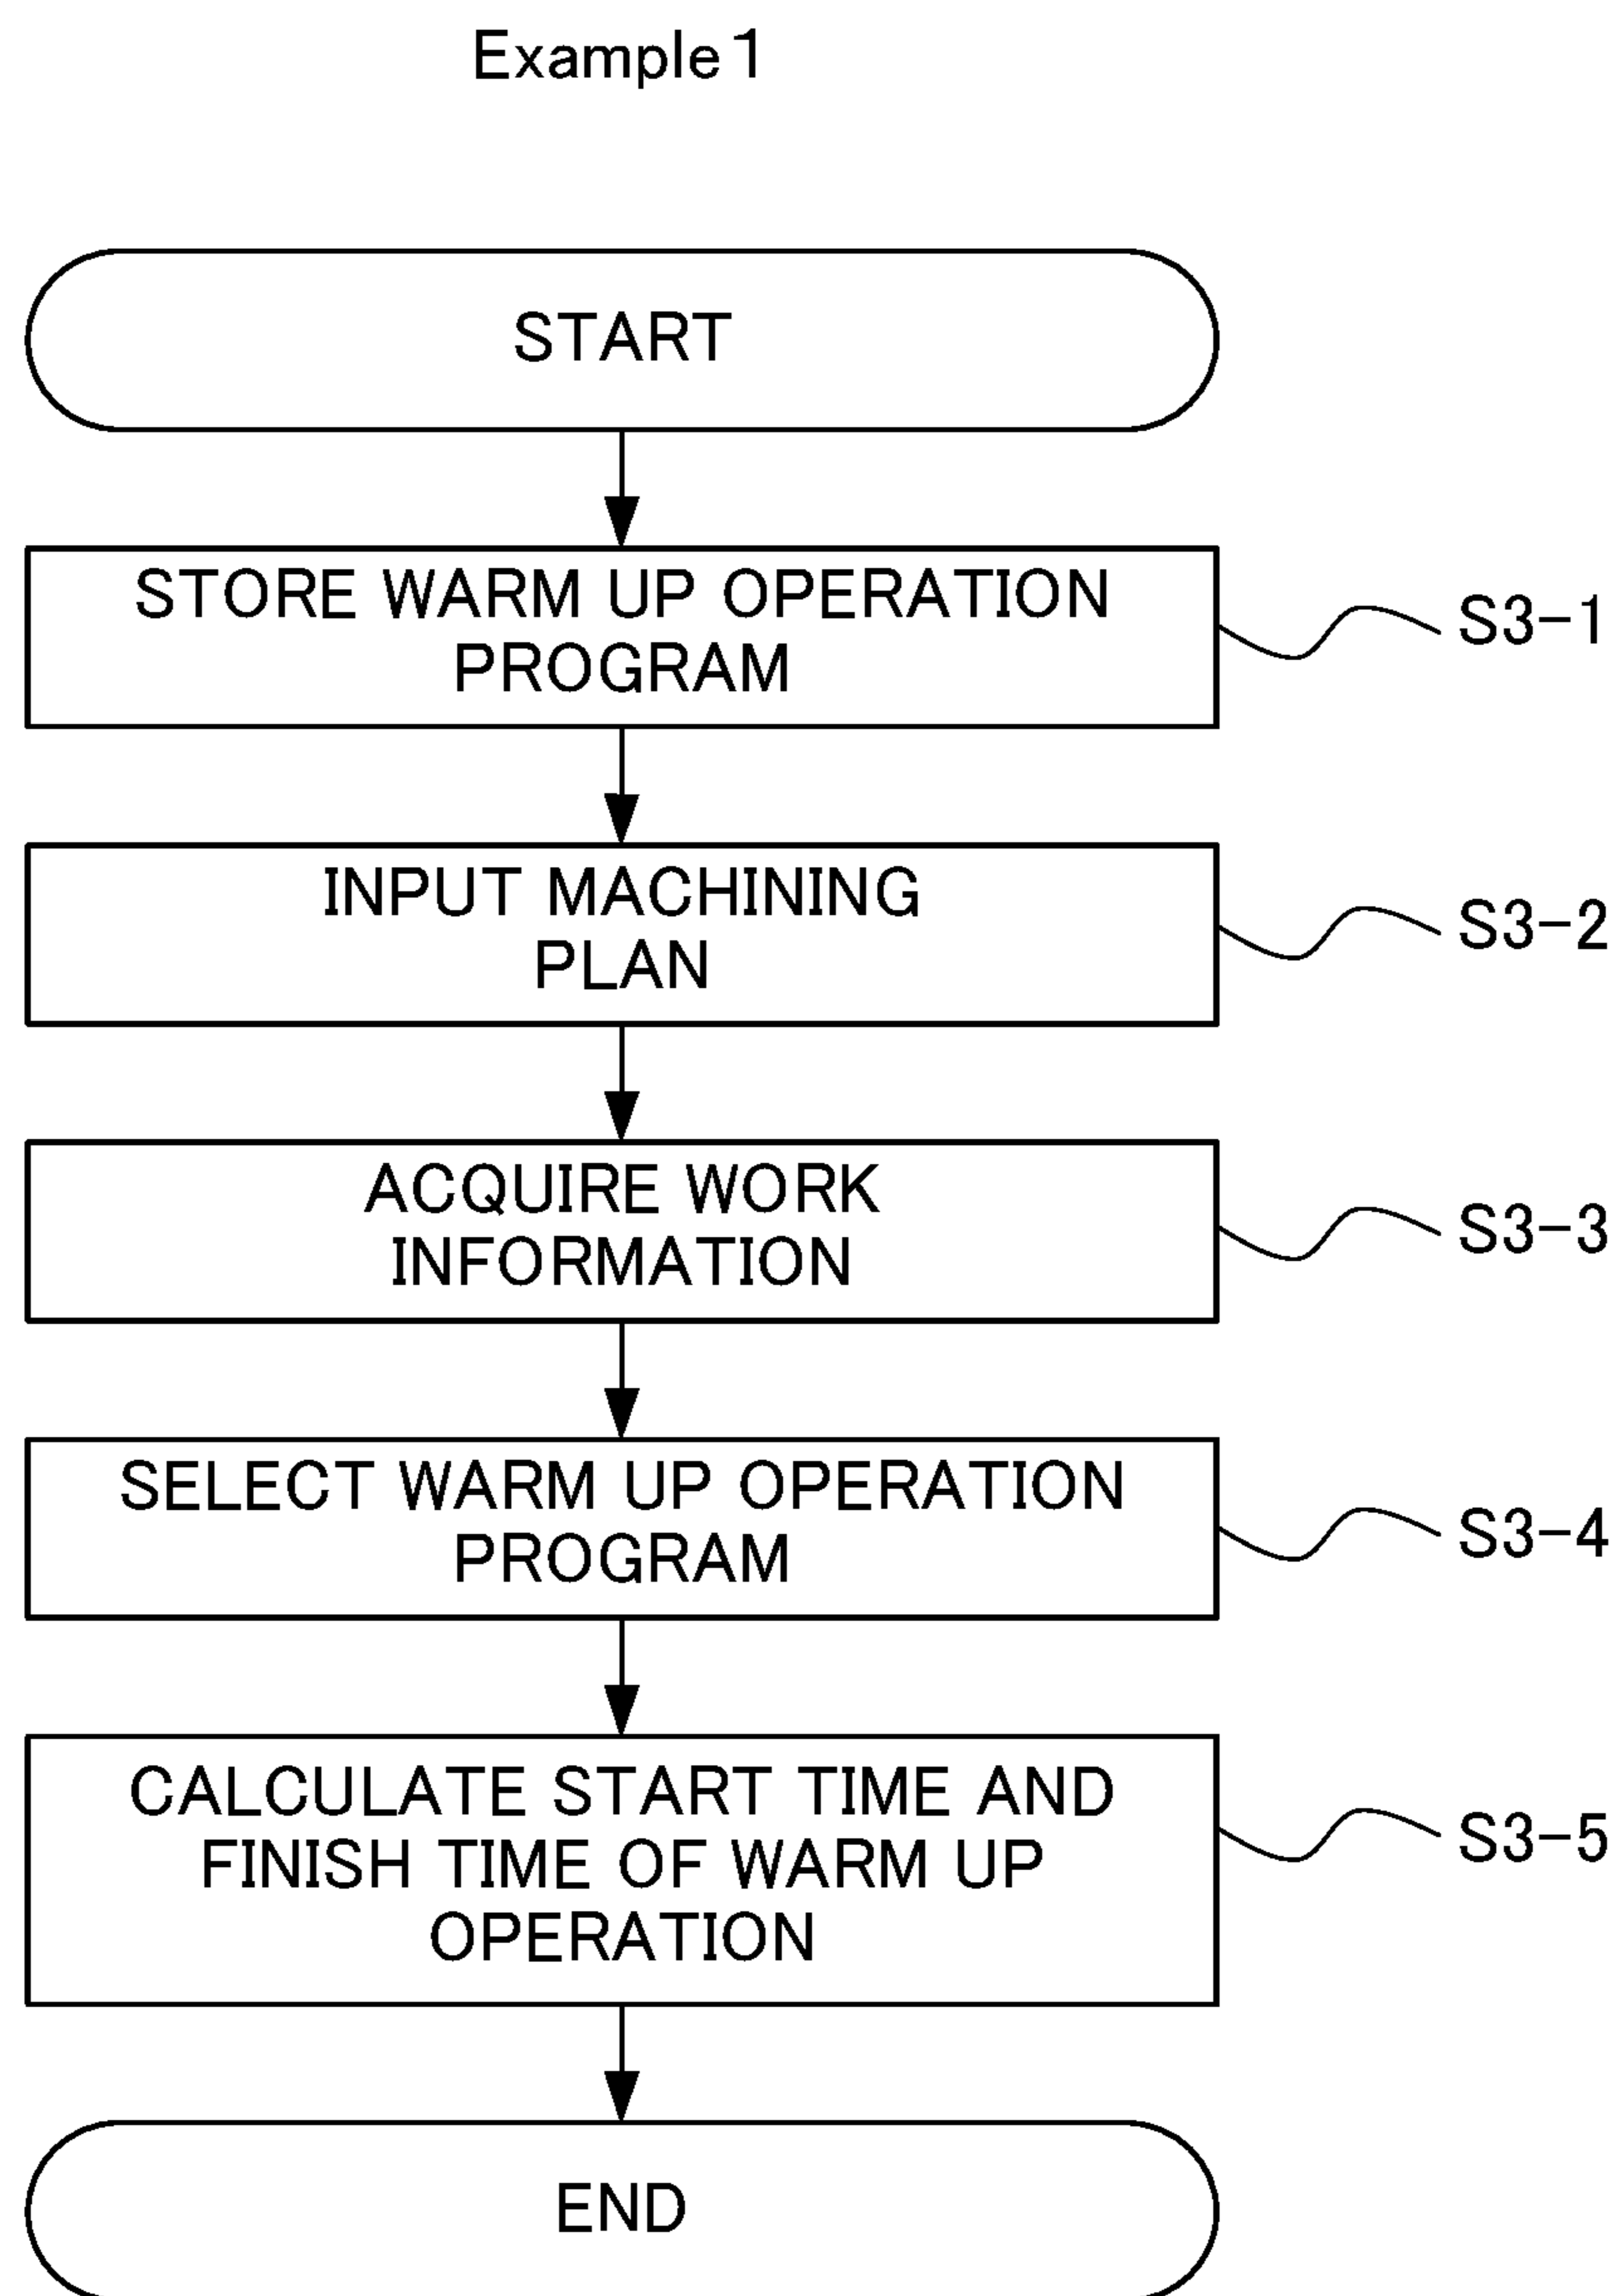 Example1
START
STORE WARM UP OPERATION
PROGRAM
S3-1
INPUT MACHINING
PLAN
S3-2
ACQUIRE WORK
INFORMATION
S3-3
SELECT WARM UP OPERATION
PROGRAM
S3-4
CALCULATE START TIME AND
FINISH TIME OF WARM UP
OPERATION
S3-5
END